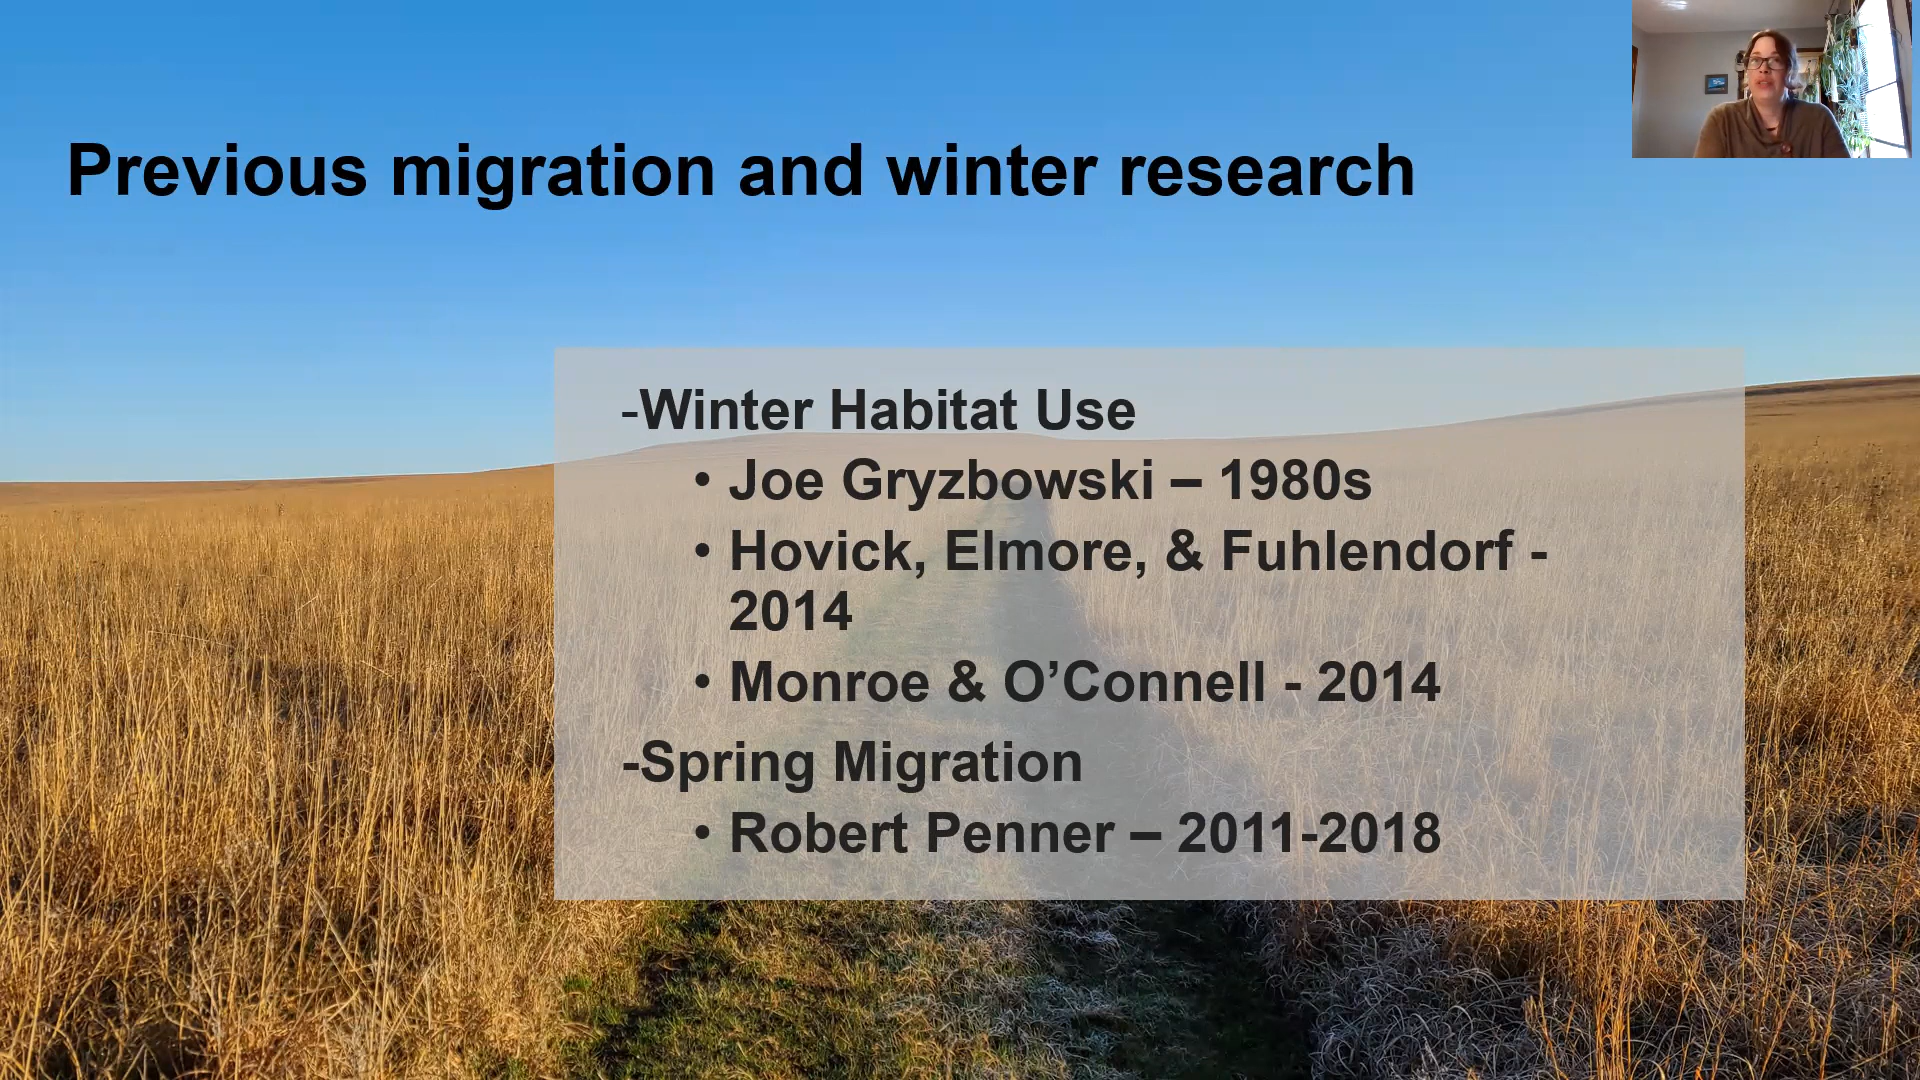 Previous migration and winter research
-Winter Habitat Use
• Joe Gryzbowski – 1980s
• Hovick, Elmore, & Fuhlendorf -
2014
• Monroe & O’Connell - 2014
-Spring Migration
• Robert Penner – 2011-2018